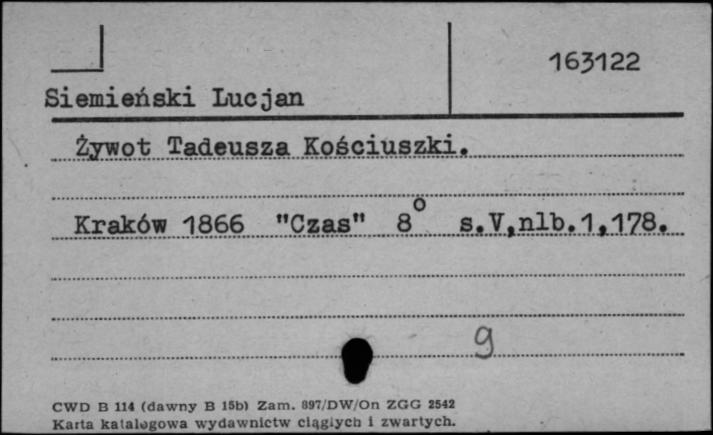 163122
Siemieński Lucjan
Żywot Tadeusza Kościuszki.
Kraków 1866 "Czas" 8° s.V,nlb.1,178.
9
CWD B 114 (dawny B 15b) Zam. 897/DW/On ZGG 2542
Karta katalogowa wydawnictw ciągłych i zwartych.